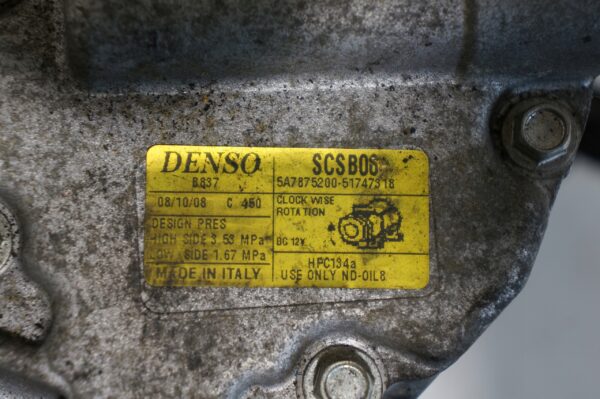 DENSO
B837
08/10/08 C 450
DESIGN PRES
HIGH SIDE 3.53 MPa
LOW SIDE 1.67 MPa
MADE IN ITALY
SCSB06
5A7875200-51747318
CLOCK WISE
ROTATION
DC 12V
HFC134a
USE ONLY ND-OIL8